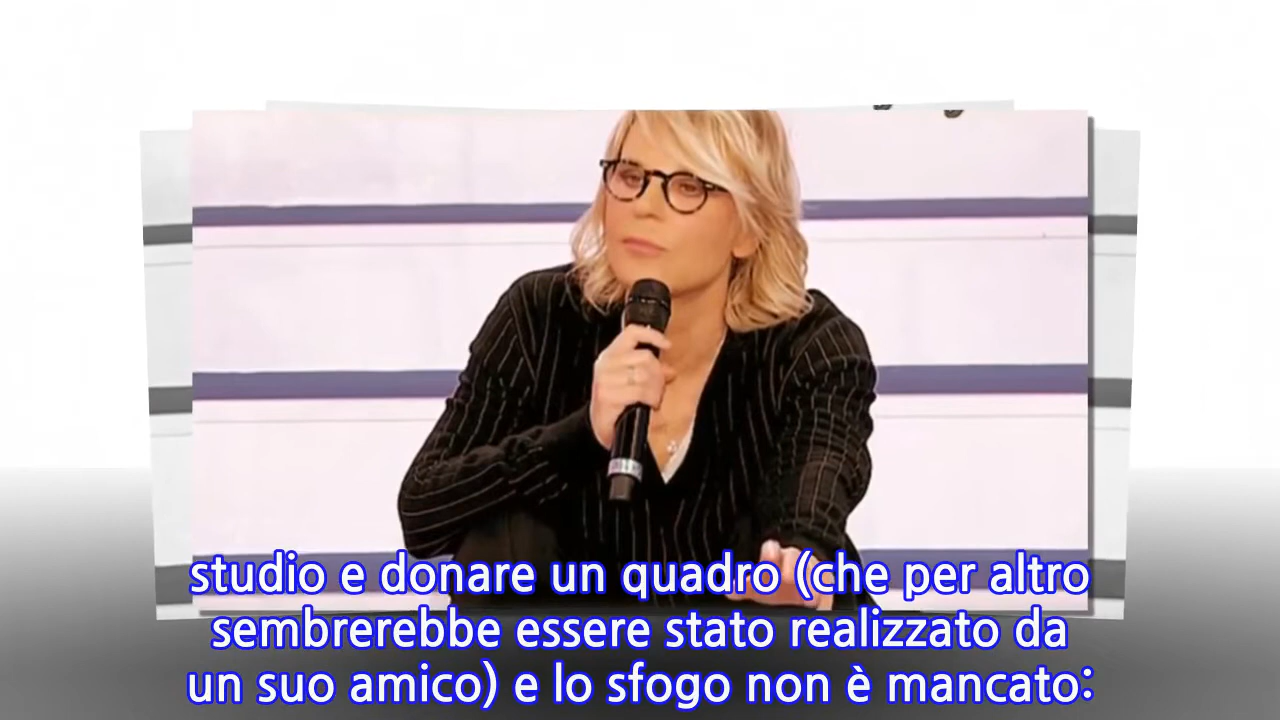 studio e donare un quadro (che per altro
sembrerebbe essere stato realizzato da
un suo amico) e lo sfogo non è mancato: